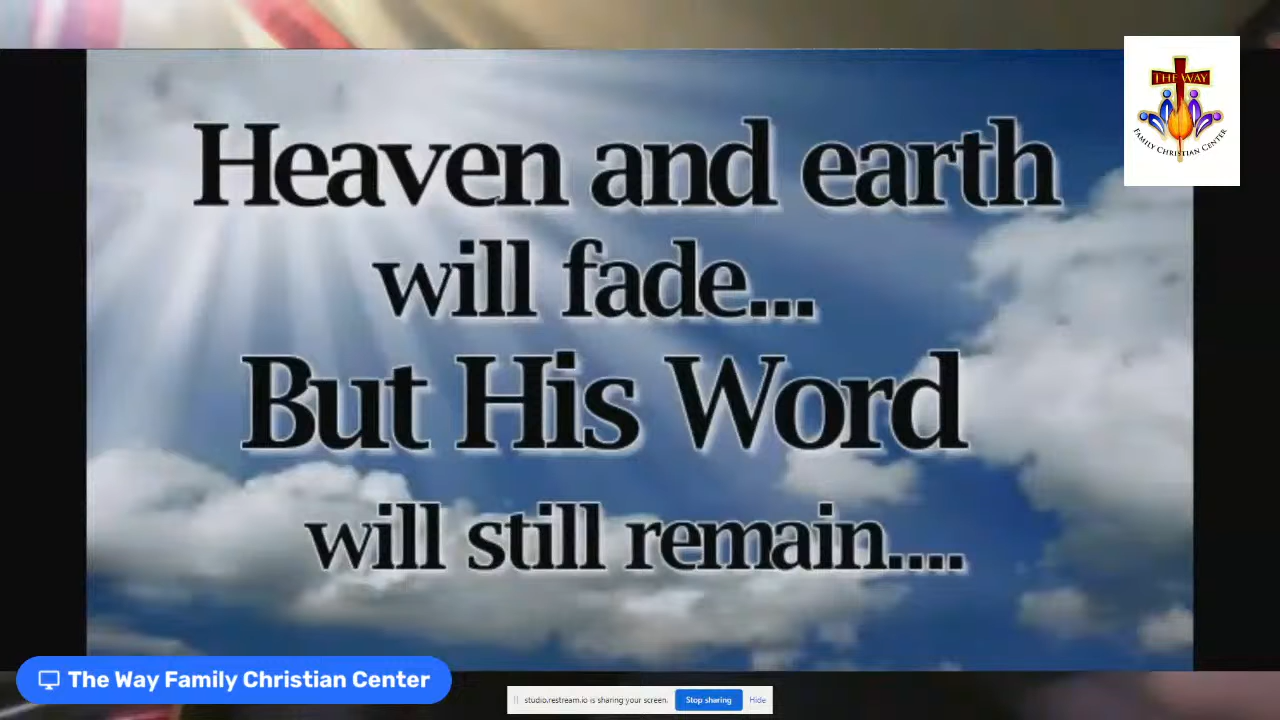 THE WAY
FAMILY CHRISTIAN CENTER
Heaven and earth
will fade...
But His Word
will still remain....
The Way Family Christian Center
studio.restream.io is sharing your screen.
Stop sharing
Hide